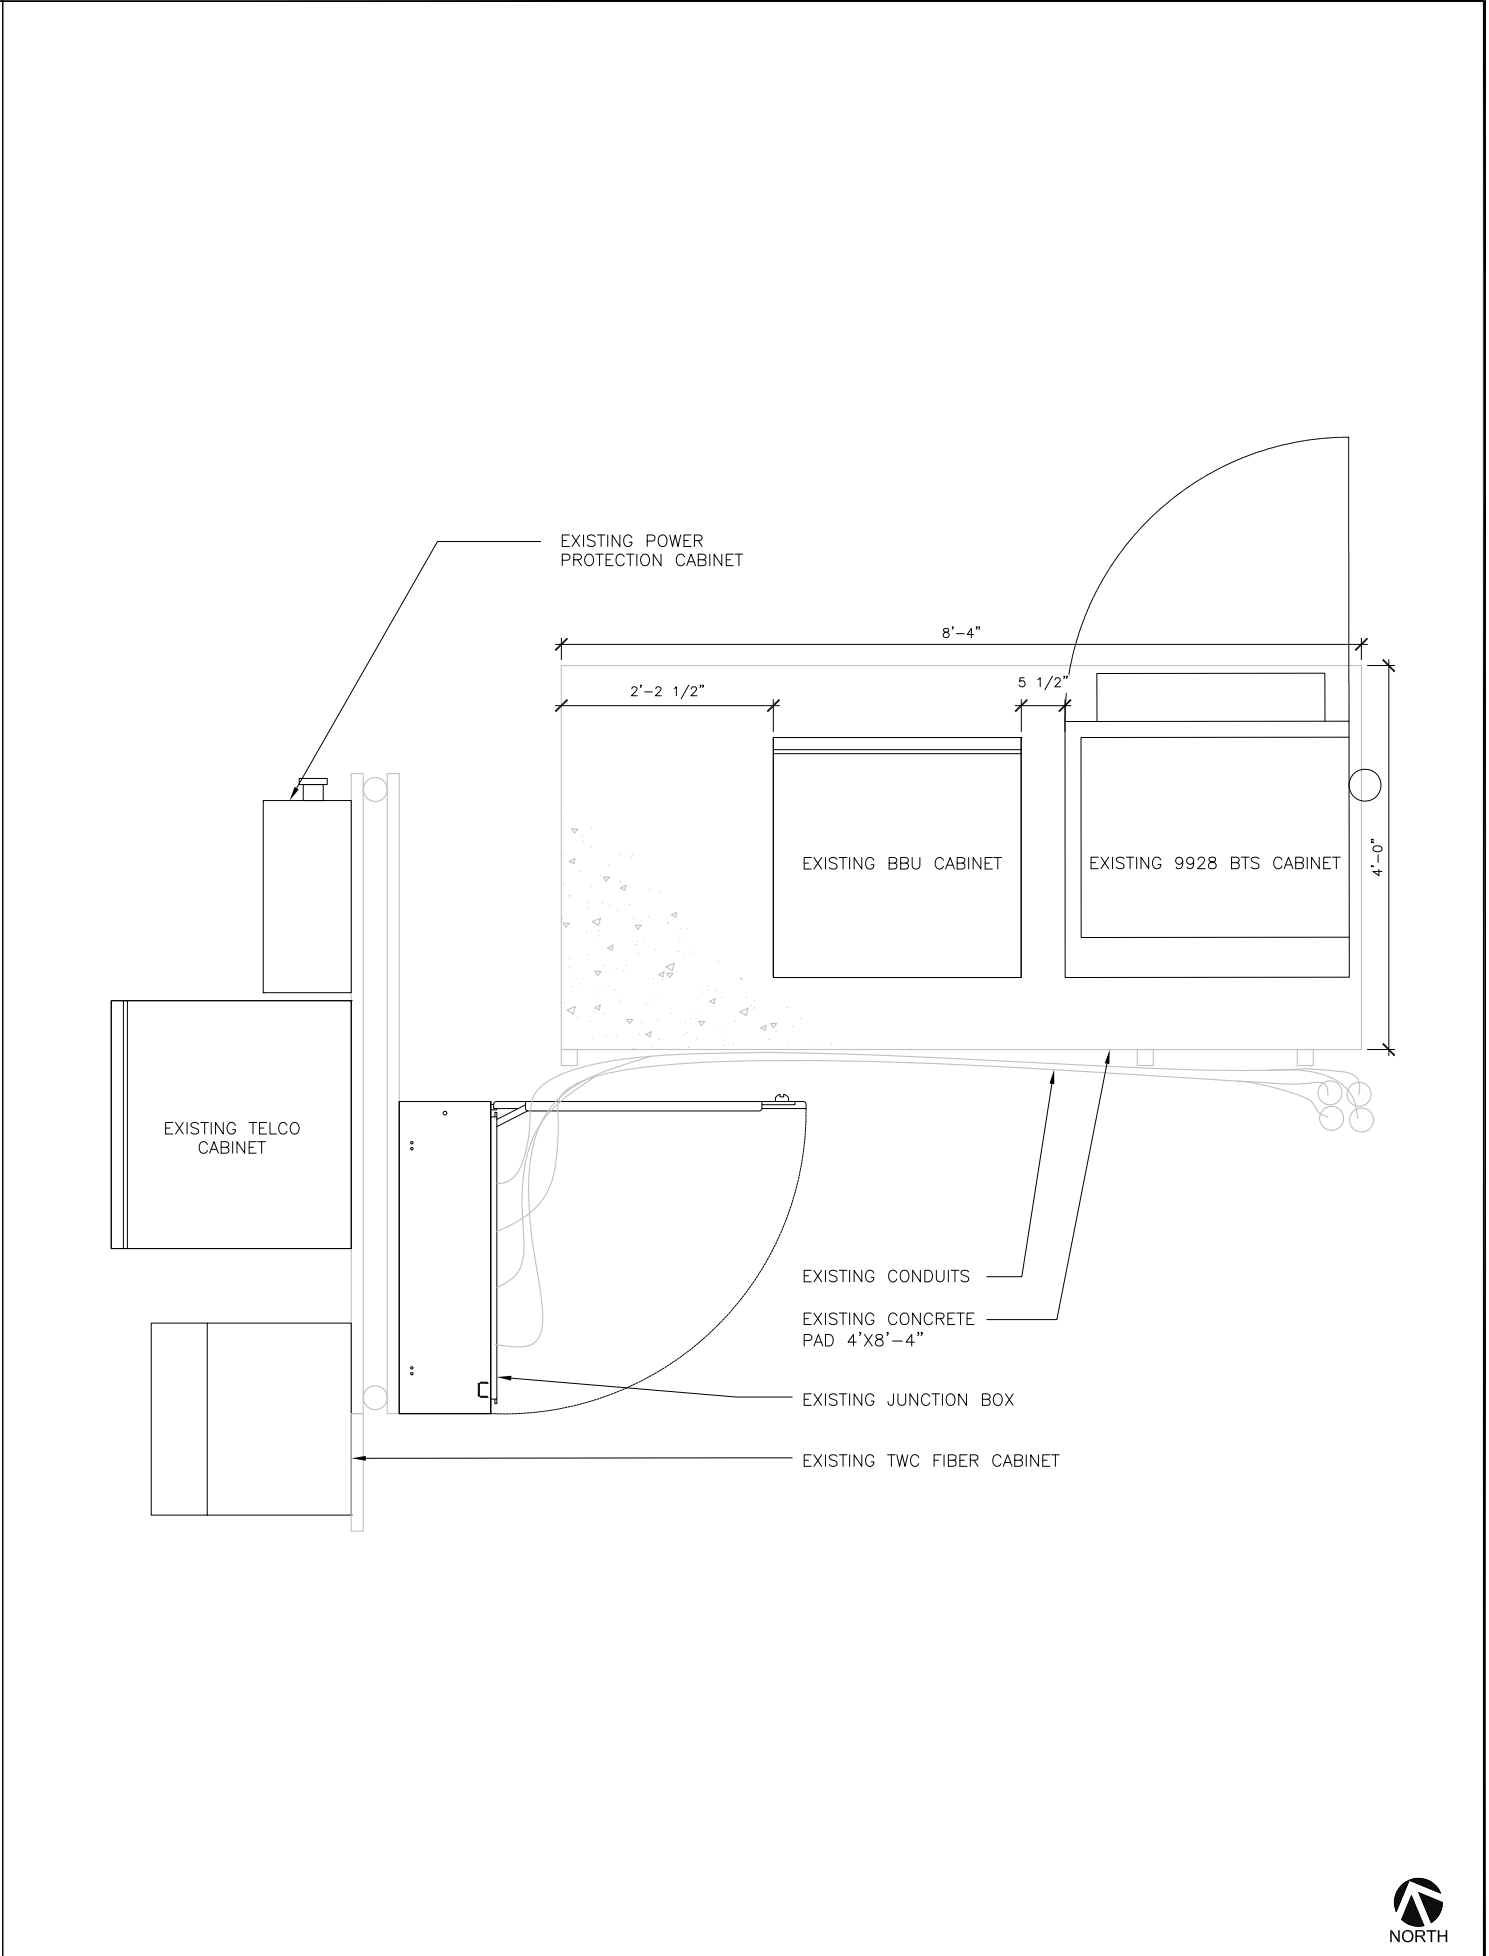 EXISTING POWER
PROTECTION CABINET
8'-4"
2'-2 1/2"
5 1/2"
EXISTING BBU CABINET
EXISTING 9928 BTS CABINET
4'-0"
EXISTING TELCO
CABINET
EXISTING CONDUITS
EXISTING CONCRETE
PAD 4'X8'-4"
EXISTING JUNCTION BOX
EXISTING TWC FIBER CABINET
NORTH